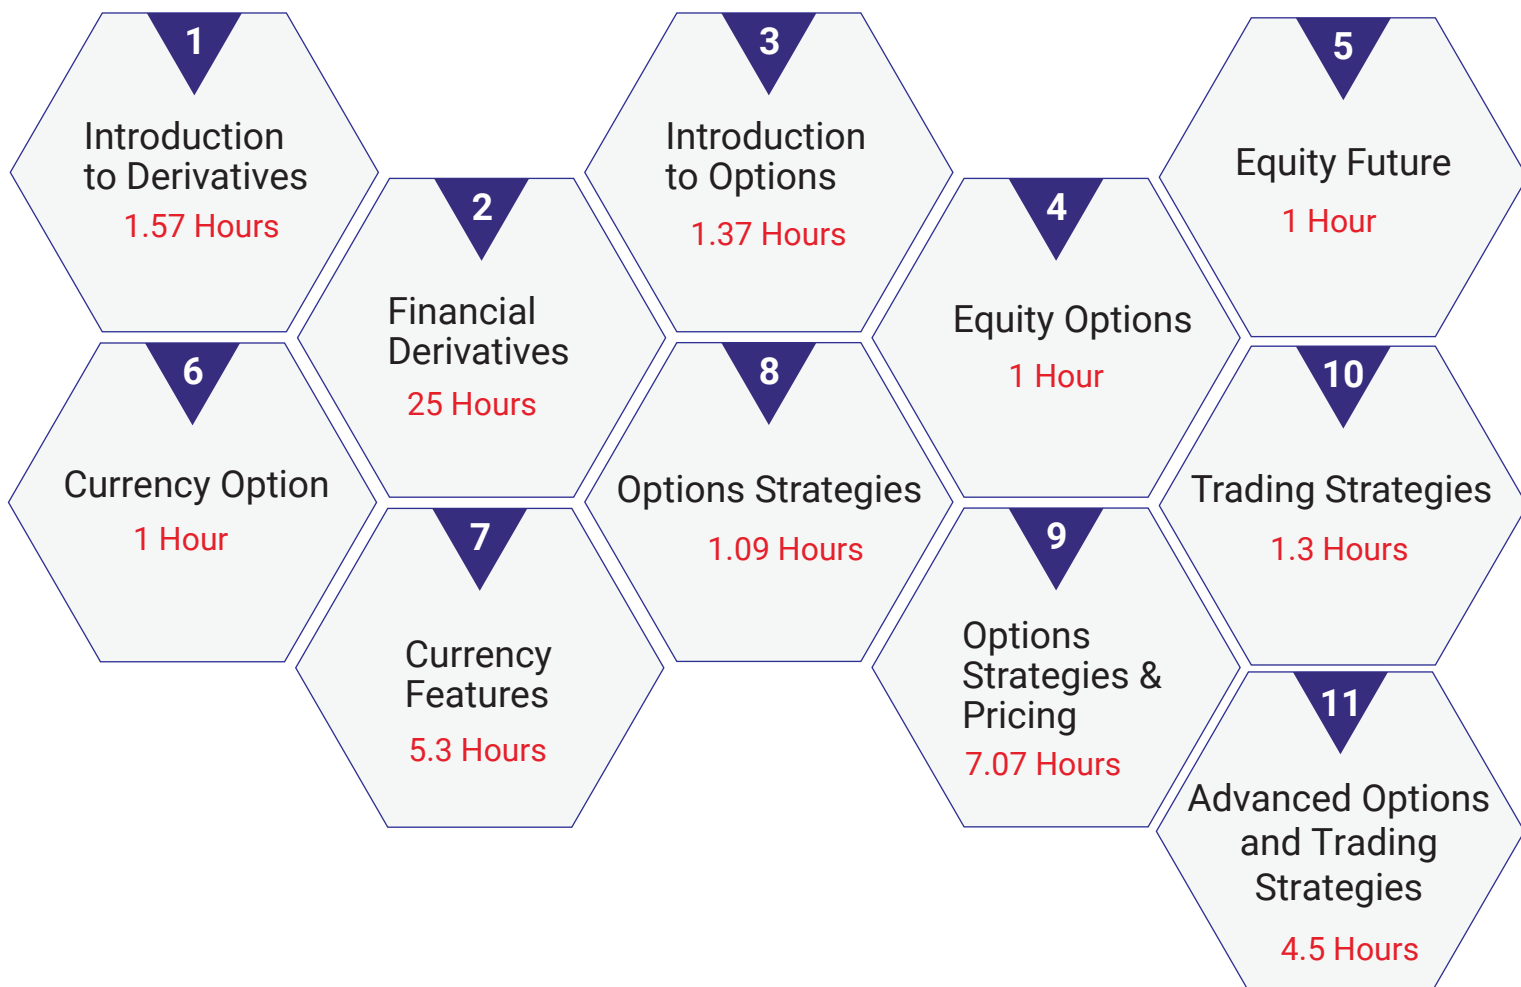 1
Introduction
to Derivatives
1.57 Hours
2
Financial
Derivatives
25 Hours
3
Introduction
to Options
1.37 Hours
4
Equity Options
1 Hour
5
Equity Future
1 Hour
6
Currency Option
1 Hour
7
Currency
Features
5.3 Hours
8
Options Strategies
1.09 Hours
9
Options
Strategies &
Pricing
7.07 Hours
10
Trading Strategies
1.3 Hours
11
Advanced Options
and Trading
Strategies
4.5 Hours